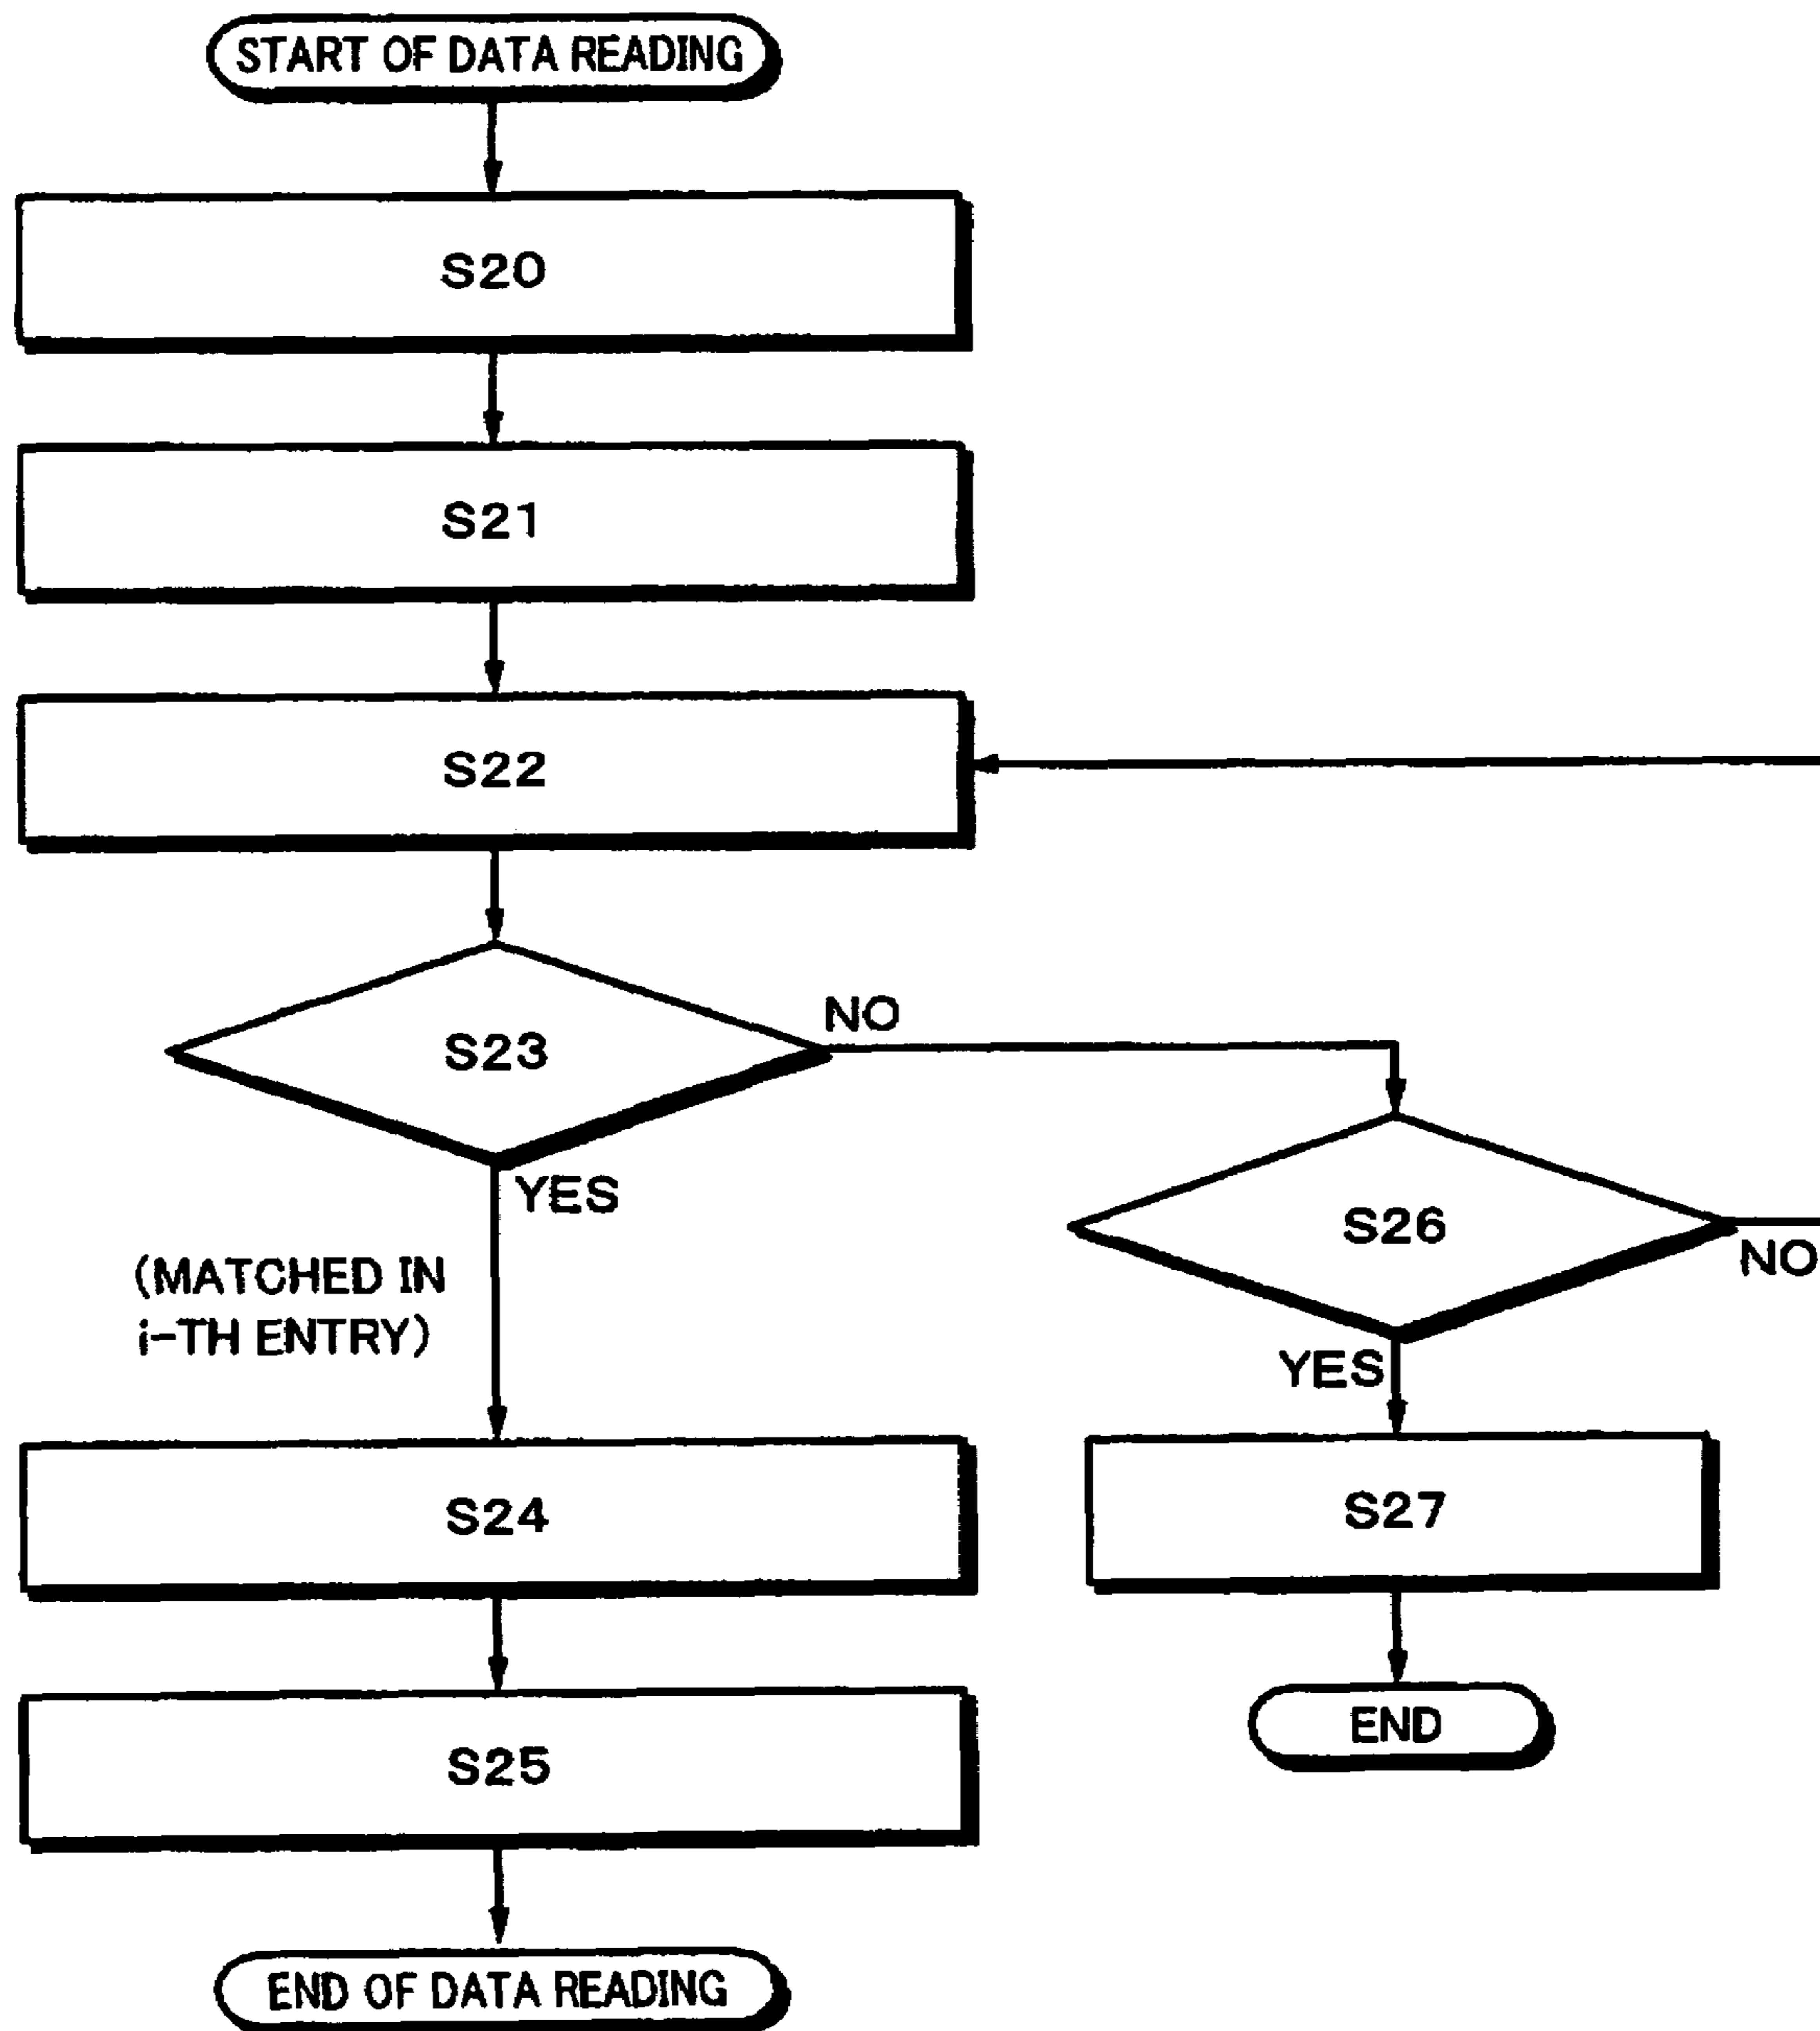 START OF DATA READING
S20
S21
S22
S23
NO
YES
(MATCHED IN
i-TH ENTRY)
S26
NO
YES
S24
S27
S25
END
END OF DATA READING